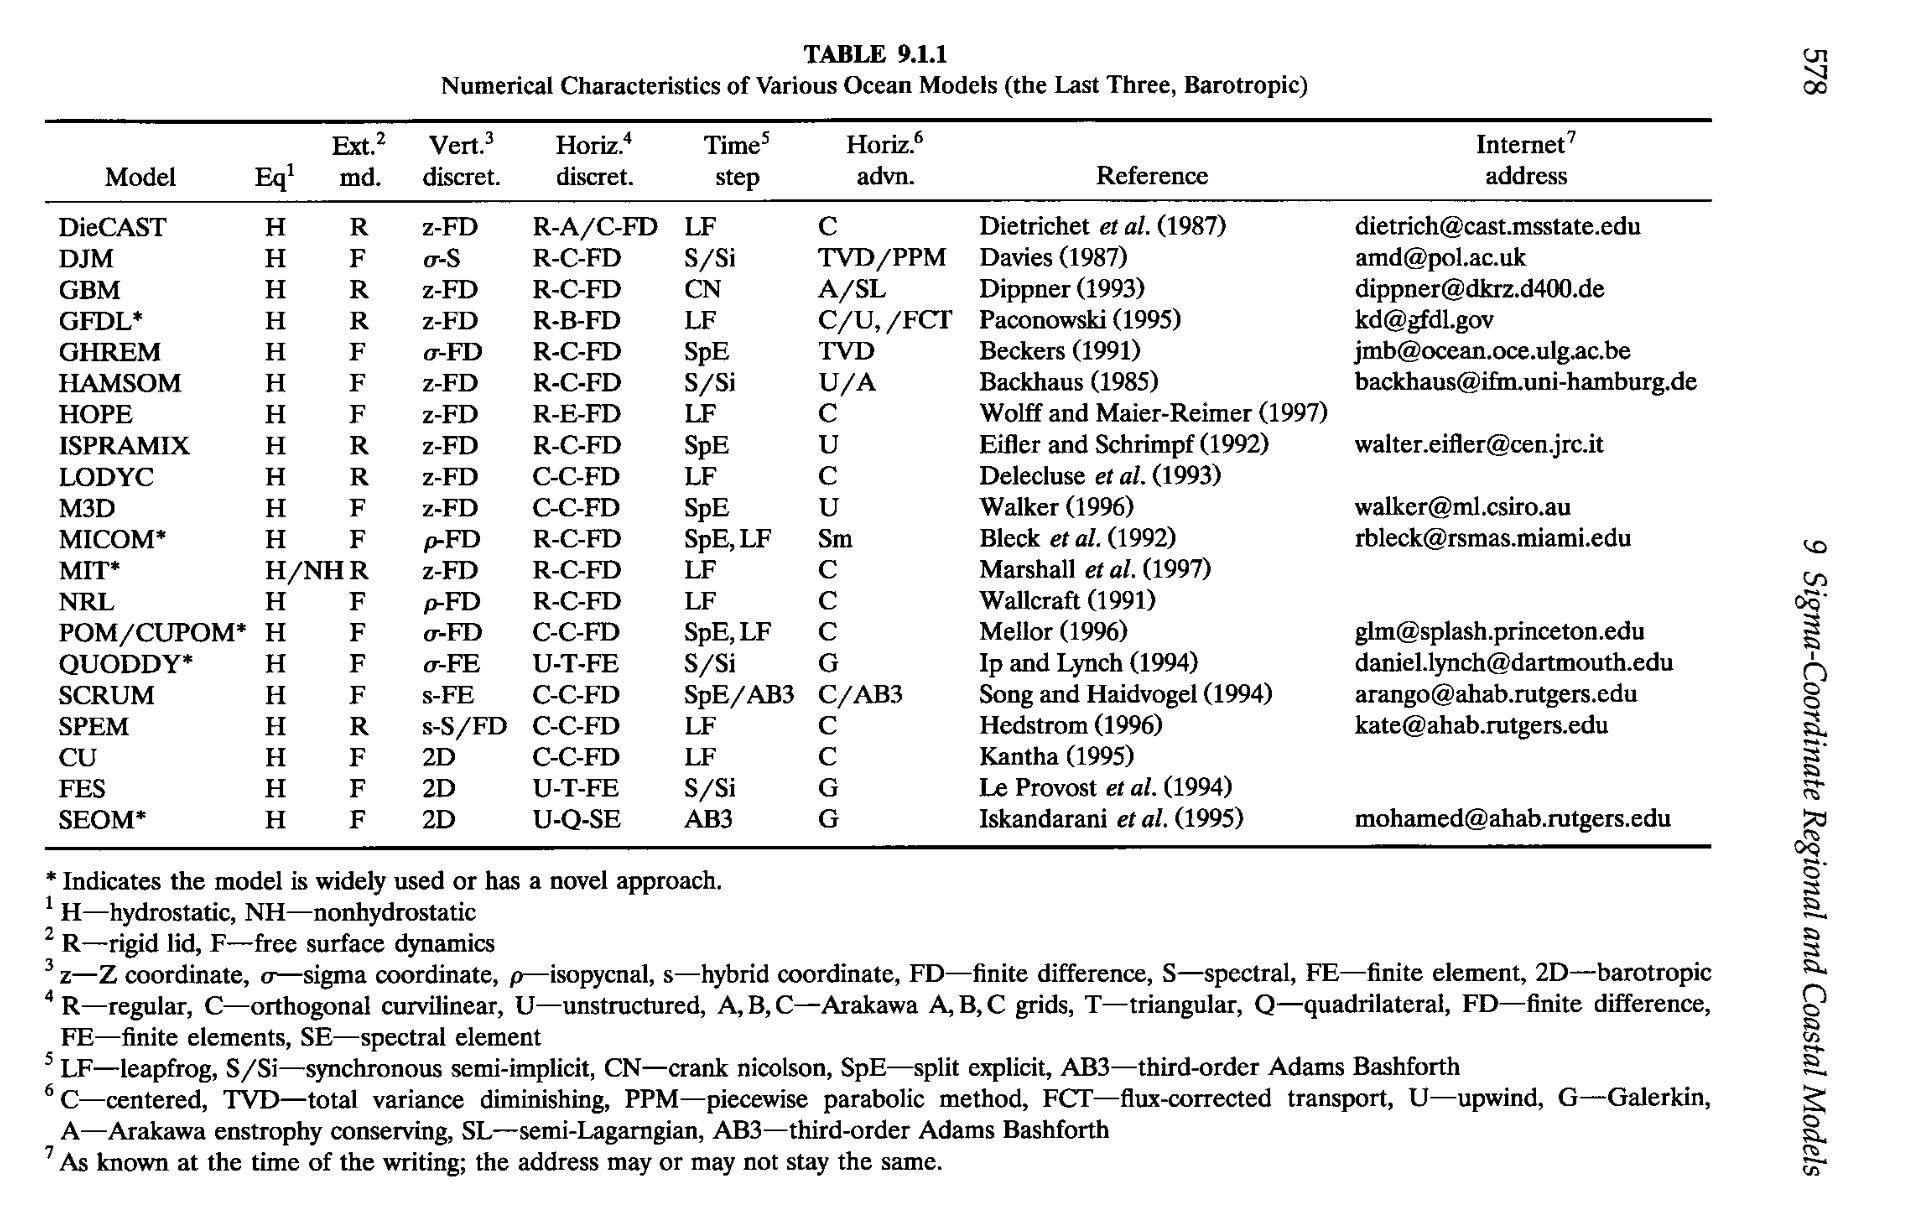 TABLE 9.1.1
Numerical Characteristics of Various Ocean Models (the Last Three, Barotropic)
Model Eq¹ Ext.² md. Vert.³ discret. Horiz.⁴ discret. Time⁵ step Horiz.⁶ advn. Reference Internet⁷ address
DieCAST H R z-FD R-A/C-FD LF C Dietrichet et al. (1987) dietrich@cast.msstate.edu
DJM H F σ-S R-C-FD S/Si TVD/PPM Davies (1987) amd@pol.ac.uk
GBM H R z-FD R-C-FD CN A/SL Dippner (1993) dippner@dkrz.d400.de
GFDL* H R z-FD R-B-FD LF C/U, /FCT Paconowski (1995) kd@gfdl.gov
GHREM H F σ-FD R-C-FD SpE TVD Beckers (1991) jmb@ocean.oce.ulg.ac.be
HAMSOM H F z-FD R-C-FD S/Si U/A Backhaus (1985) backhaus@ifm.uni-hamburg.de
HOPE H F z-FD R-E-FD LF C Wolff and Maier-Reimer (1997)
ISPRAMIX H R z-FD R-C-FD SpE U Eifler and Schrimpf (1992) walter.eifler@cen.jrc.it
LODYC H R z-FD C-C-FD LF C Delecluse et al. (1993)
M3D H F z-FD C-C-FD SpE U Walker (1996) walker@ml.csiro.au
MICOM* H F ρ-FD R-C-FD SpE, LF Sm Bleck et al. (1992) rbleck@rsmas.miami.edu
MIT* H/NH R z-FD R-C-FD LF C Marshall et al. (1997)
NRL H F ρ-FD R-C-FD LF C Wallcraft (1991)
POM/CUPOM* H F σ-FD C-C-FD SpE, LF C Mellor (1996) glm@splash.princeton.edu
QUODDY* H F σ-FE U-T-FE S/Si G Ip and Lynch (1994) daniel.lynch@dartmouth.edu
SCRUM H F s-FE C-C-FD SpE/AB3 C/AB3 Song and Haidvogel (1994) arango@ahab.rutgers.edu
SPEM H R s-S/FD C-C-FD LF C Hedstrom (1996) kate@ahab.rutgers.edu
CU H F 2D C-C-FD LF C Kantha (1995)
FES H F 2D U-T-FE S/Si G Le Provost et al. (1994)
SEOM* H F 2D U-Q-SE AB3 G Iskandarani et al. (1995) mohamed@ahab.rutgers.edu
* Indicates the model is widely used or has a novel approach.
¹ H—hydrostatic, NH—nonhydrostatic
² R—rigid lid, F—free surface dynamics
³ z—Z coordinate, σ—sigma coordinate, ρ—isopycnal, s—hybrid coordinate, FD—finite difference, S—spectral, FE—finite element, 2D—barotropic
⁴ R—regular, C—orthogonal curvilinear, U—unstructured, A, B, C—Arakawa A, B, C grids, T—triangular, Q—quadrilateral, FD—finite difference,
FE—finite elements, SE—spectral element
⁵ LF—leapfrog, S/Si—synchronous semi-implicit, CN—crank nicolson, SpE—split explicit, AB3—third-order Adams Bashforth
⁶ C—centered, TVD—total variance diminishing, PPM—piecewise parabolic method, FCT—flux-corrected transport, U—upwind, G—Galerkin,
A—Arakawa enstrophy conserving, SL—semi-Lagarngian, AB3—third-order Adams Bashforth
⁷ As known at the time of the writing; the address may or may not stay the same.
578
9 Sigma-Coordinate Regional and Coastal Models